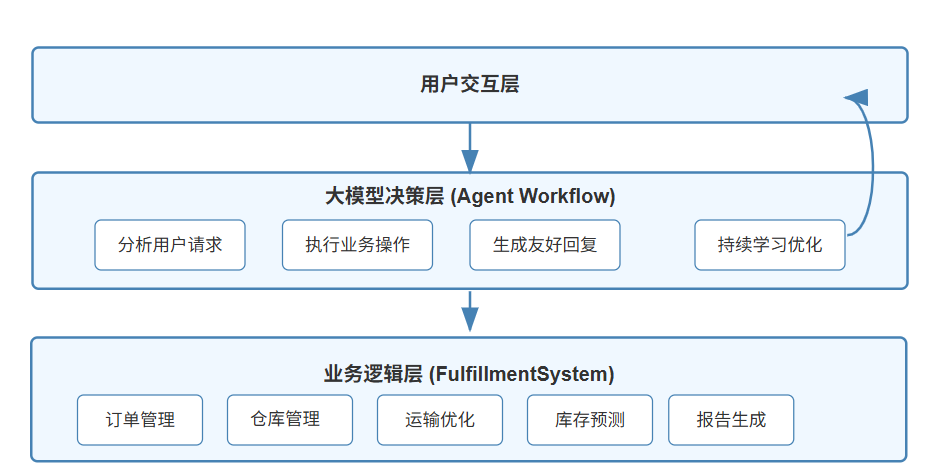 用户交互层
大模型决策层 (Agent Workflow)
分析用户请求
执行业务操作
生成友好回复
持续学习优化
业务逻辑层 (FulfillmentSystem)
订单管理
仓库管理
运输优化
库存预测
报告生成